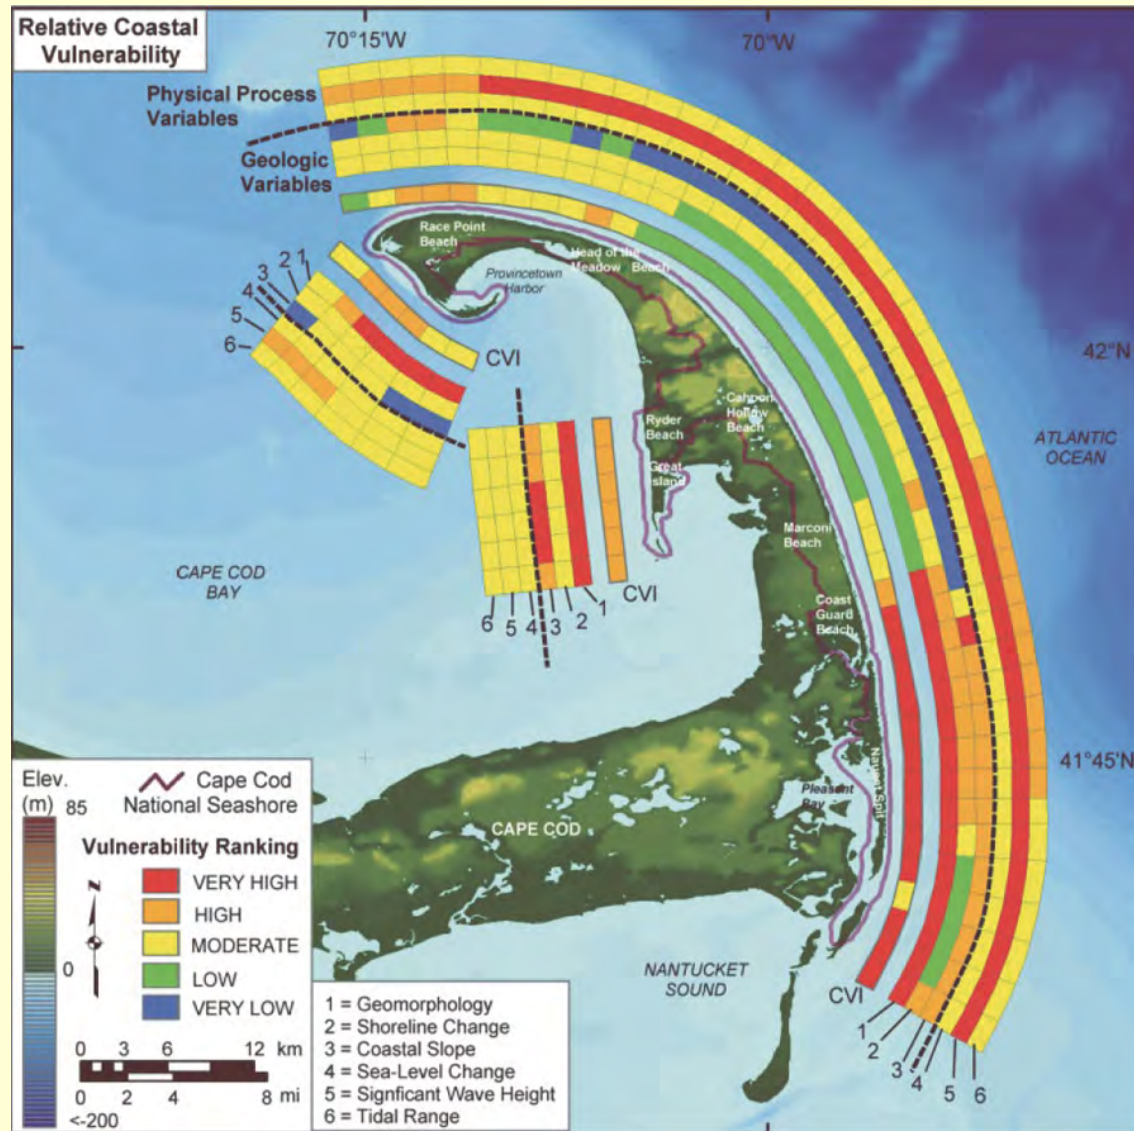 Relative Coastal
Vulnerability
70°15'W
70°W
Physical Process
Variables
Geologic
Variables
Race Point
Beach
Head of the
Meadow Beach
Provincetown
Harbor
3 2 1
4
5
6
CVI
42°N
Cahoon
Hollow
Beach
Ryder
Beach
Great
Island
ATLANTIC
OCEAN
Marconi
Beach
CAPE COD
BAY
CVI
6 5 4 3 2 1
Coast
Guard
Beach
41°45'N
Nauset Spit
Pleasant
Bay
CAPE COD
NANTUCKET
SOUND
CVI
1
2
3
4
5
6
Elev.
(m)
85
0
<-200
Cape Cod
National Seashore
Vulnerability Ranking
VERY HIGH
HIGH
MODERATE
LOW
VERY LOW
N
0 3 6 12 km
0 2 4 8 mi
1 = Geomorphology
2 = Shoreline Change
3 = Coastal Slope
4 = Sea-Level Change
5 = Signficant Wave Height
6 = Tidal Range